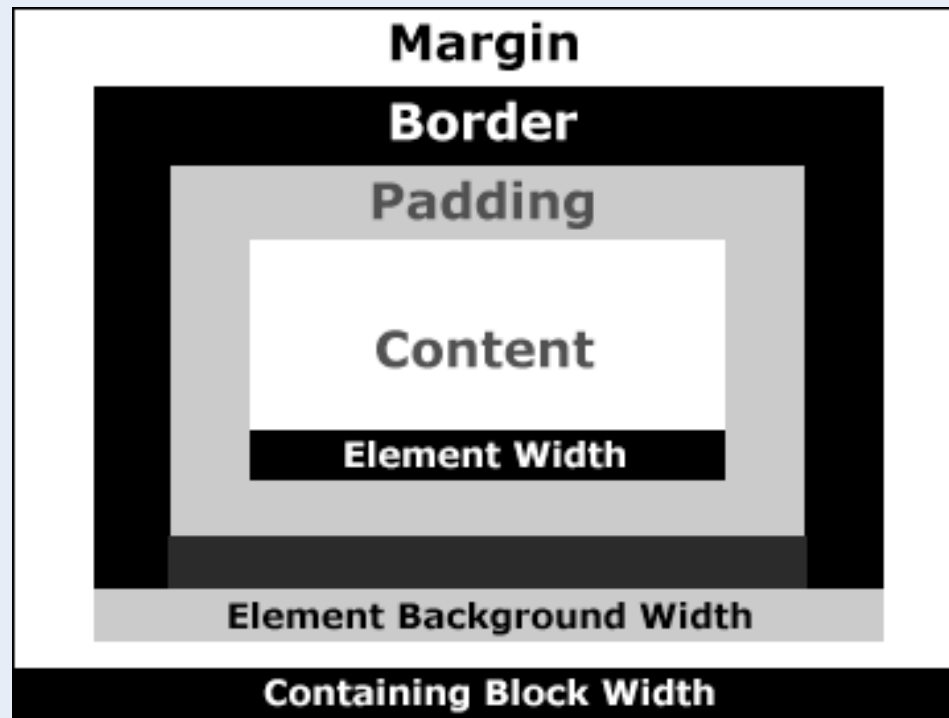 Margin
Border
Padding
Content
Element Width
Element Background Width
Containing Block Width